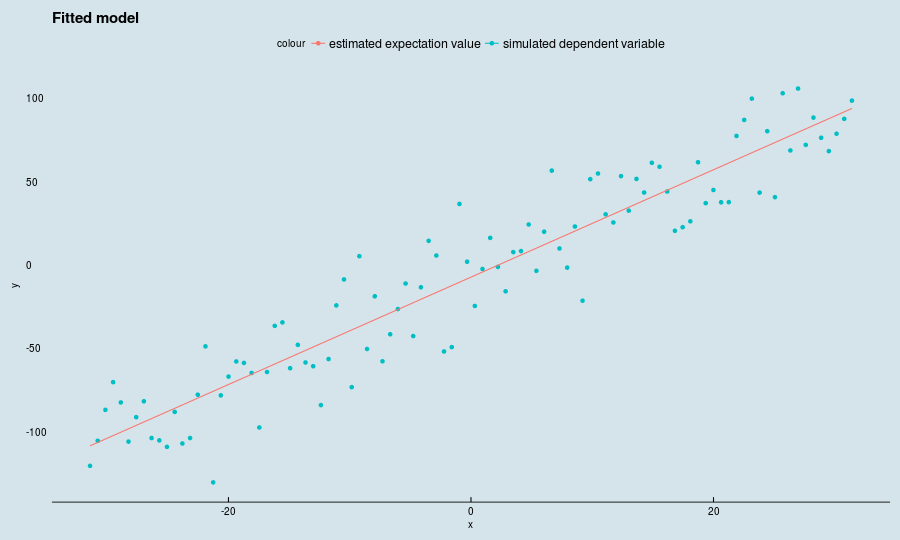 Fitted model
colour estimated expectation value simulated dependent variable
100
50
0
-50
-100
y
-20 0 20
x